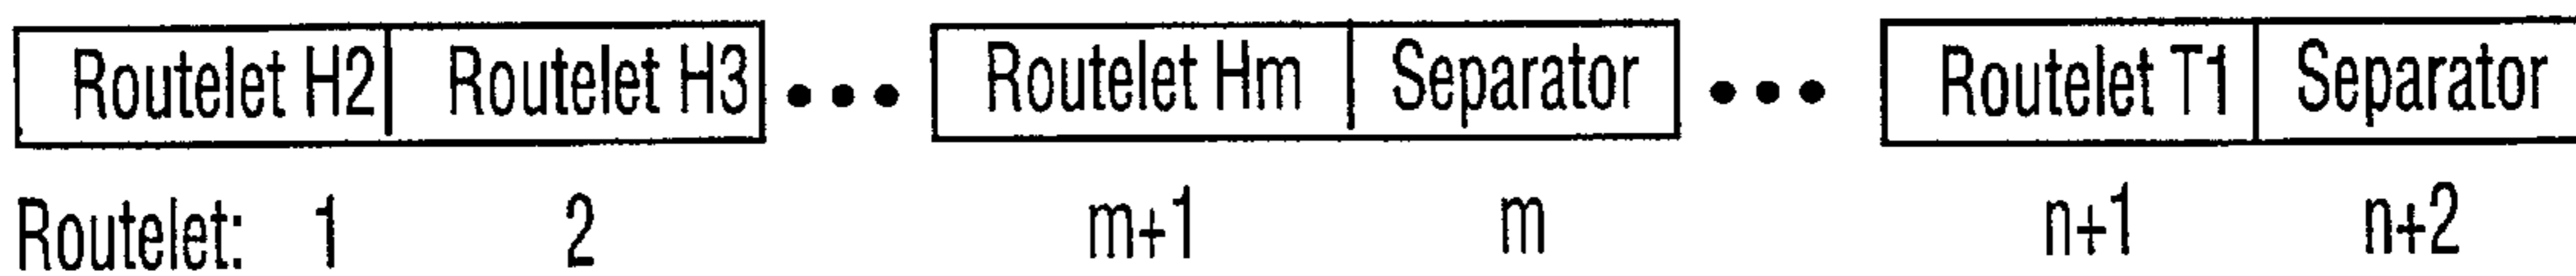 Routelet H2 Routelet H3 ••• Routelet Hm Separator ••• Routelet T1 Separator
Routelet: 1 2 m+1 m n+1 n+2